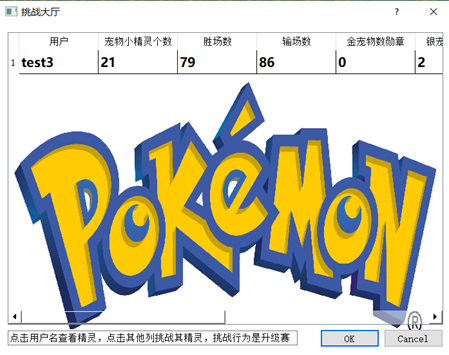 挑战大厅
用户 宠物小精灵个数 胜场数 输场数 金宠物数勋章
1 test3 21 79 86 0 2
POKéMON
®
点击用户名查看精灵，点击其他列挑战其精灵，挑战行为是升级赛 OK Cancel